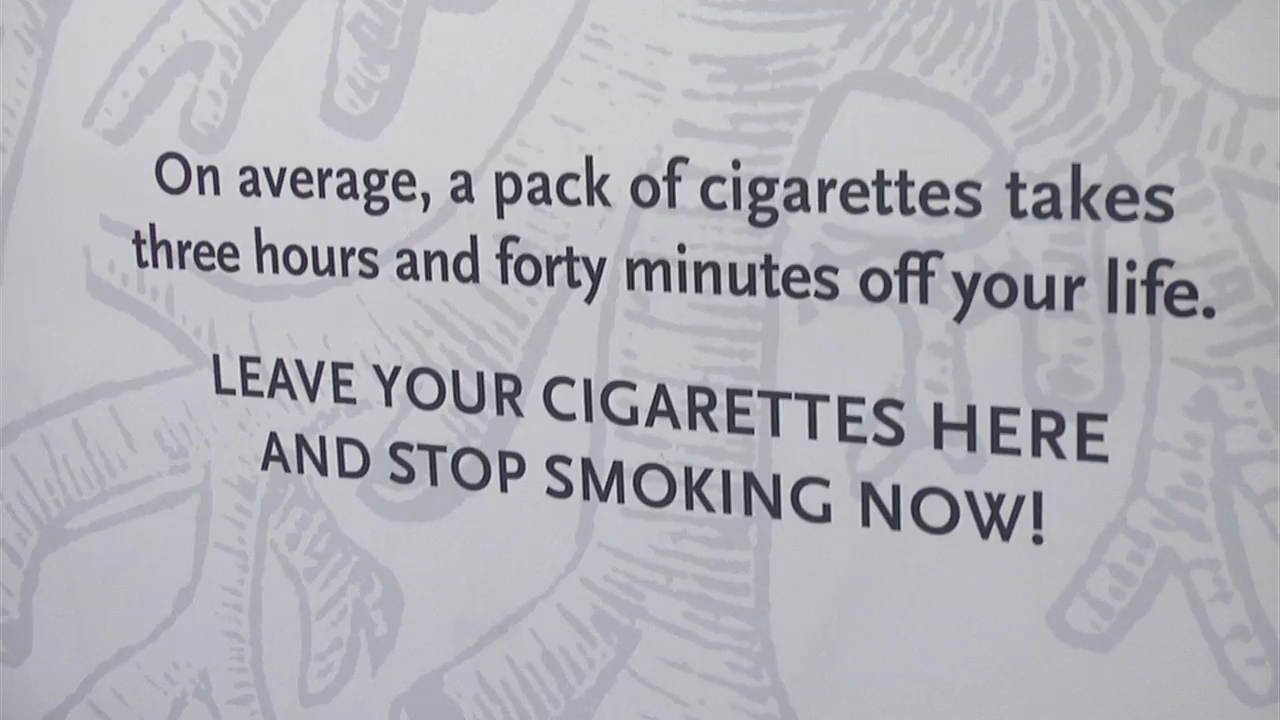 On average, a pack of cigarettes takes
three hours and forty minutes off your life.
LEAVE YOUR CIGARETTES HERE
AND STOP SMOKING NOW!